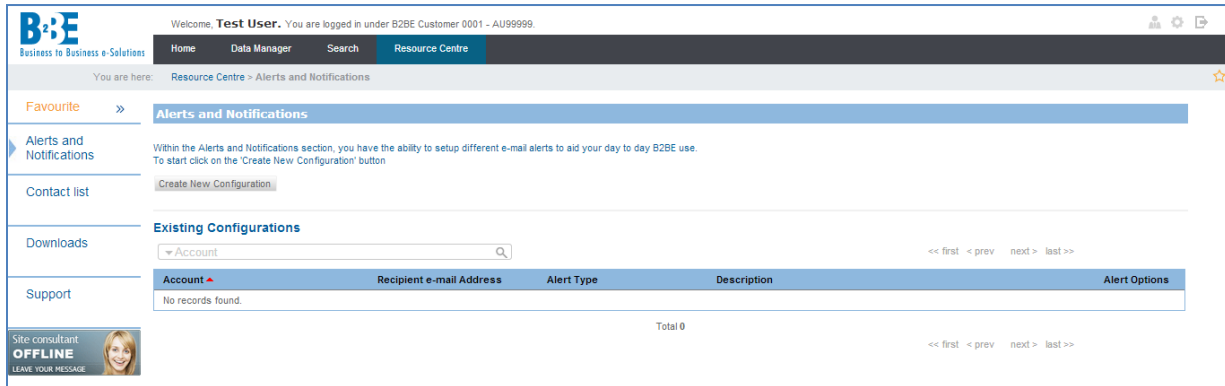 B2BE
Business to Business e-Solutions
Welcome, Test User. You are logged in under B2BE Customer 0001 - AU99999.
Home Data Manager Search Resource Centre
You are here: Resource Centre > Alerts and Notifications
Favourite »
Alerts and
Notifications
Contact list
Downloads
Support
Site consultant
OFFLINE
LEAVE YOUR MESSAGE
Alerts and Notifications
Within the Alerts and Notifications section, you have the ability to setup different e-mail alerts to aid your day to day B2BE use.
To start click on the 'Create New Configuration' button
Create New Configuration
Existing Configurations
Account
<< first < prev next > last >>
Account Recipient e-mail Address Alert Type Description Alert Options
No records found.
Total 0
<< first < prev next > last >>